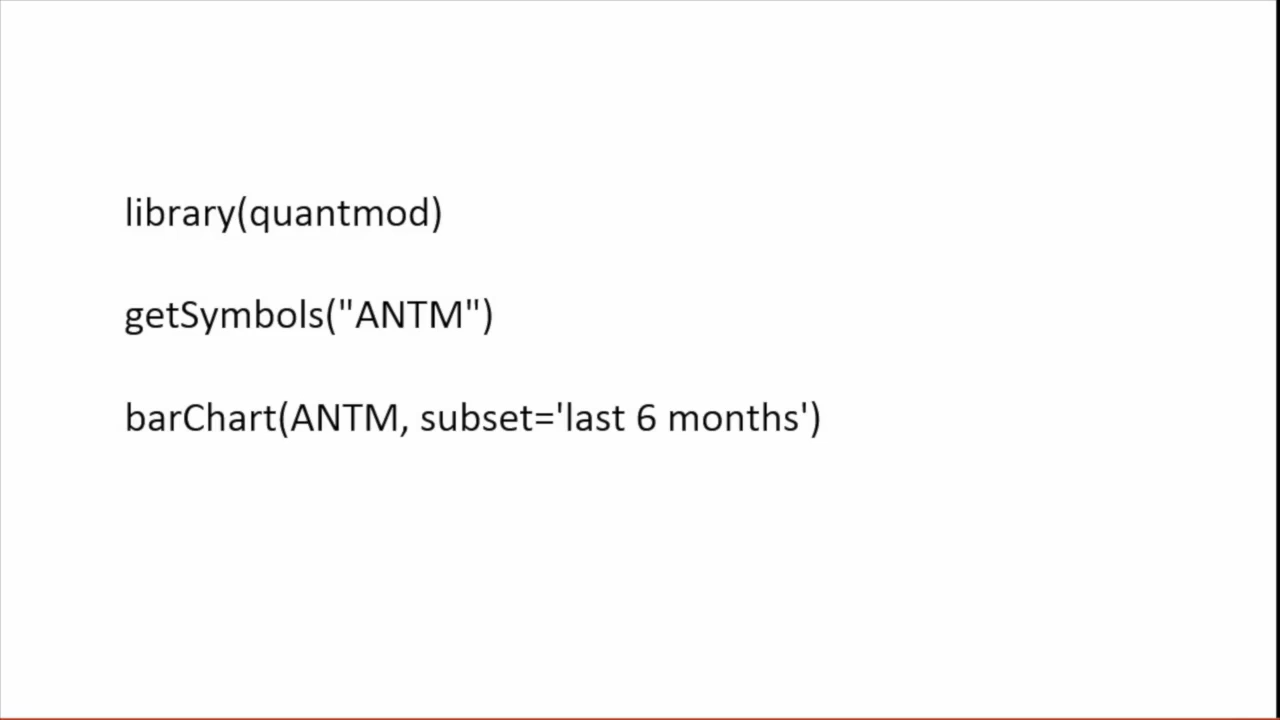 library(quantmod)
getSymbols("ANTM")
barChart(ANTM, subset='last 6 months')